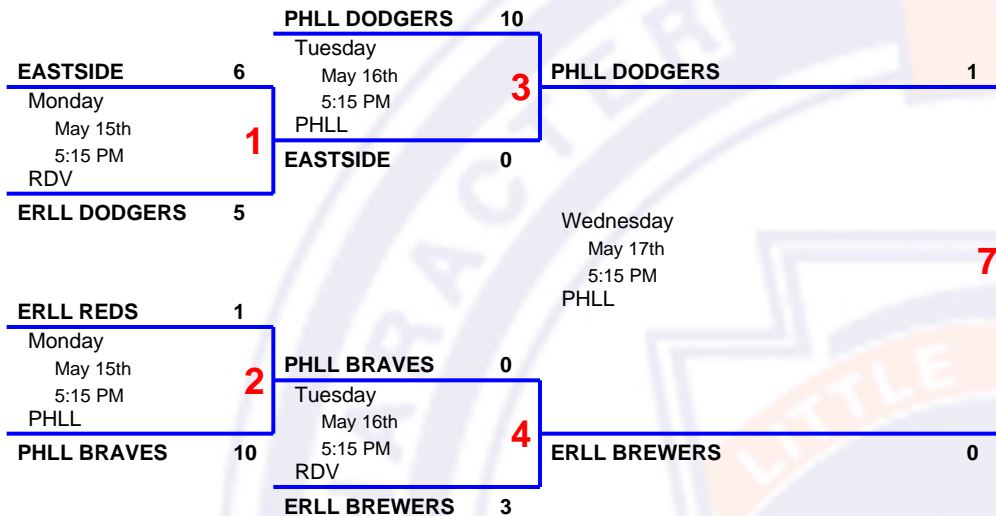 PHLL DODGERS 10
Tuesday
May 16th
5:15 PM
PHLL
3
EASTSIDE 0
EASTSIDE 6
Monday
May 15th
5:15 PM
RDV
1
ERLL DODGERS 5
PHLL DODGERS 1
Wednesday
May 17th
5:15 PM
PHLL
7
ERLL REDS 1
Monday
May 15th
5:15 PM
PHLL
2
PHLL BRAVES 10
PHLL BRAVES 0
Tuesday
May 16th
5:15 PM
RDV
4
ERLL BREWERS 3
ERLL BREWERS 0
LITTLE